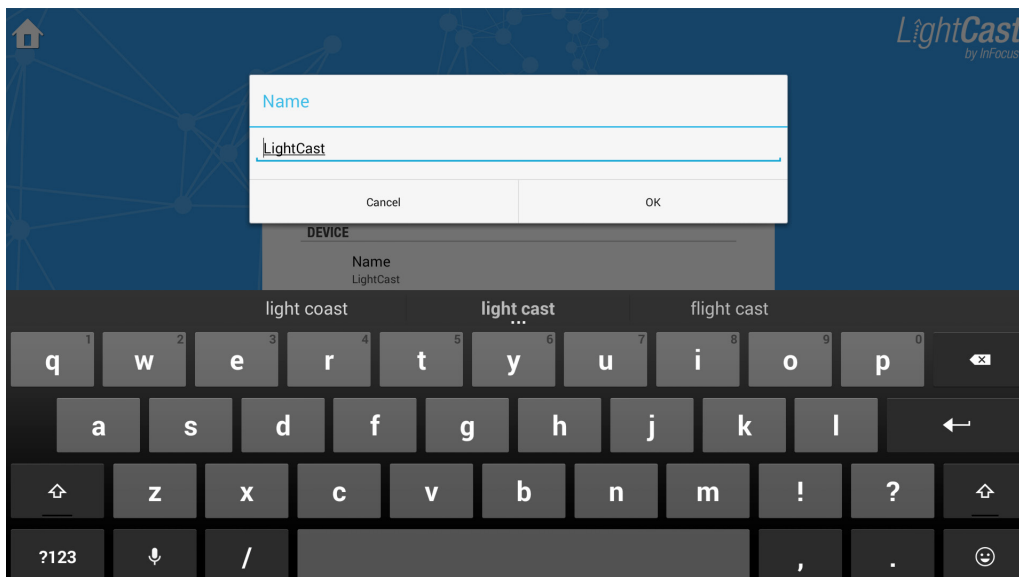 LightCast
by InFocus
Name
LightCast
Cancel OK
DEVICE
Name
LightCast
light coast light cast flight cast
1 2 3 4 5 6 7 8 9 0
q w e r t y u i o p
a s d f g h j k l
z x c v b n m ! ?
?123 / , .